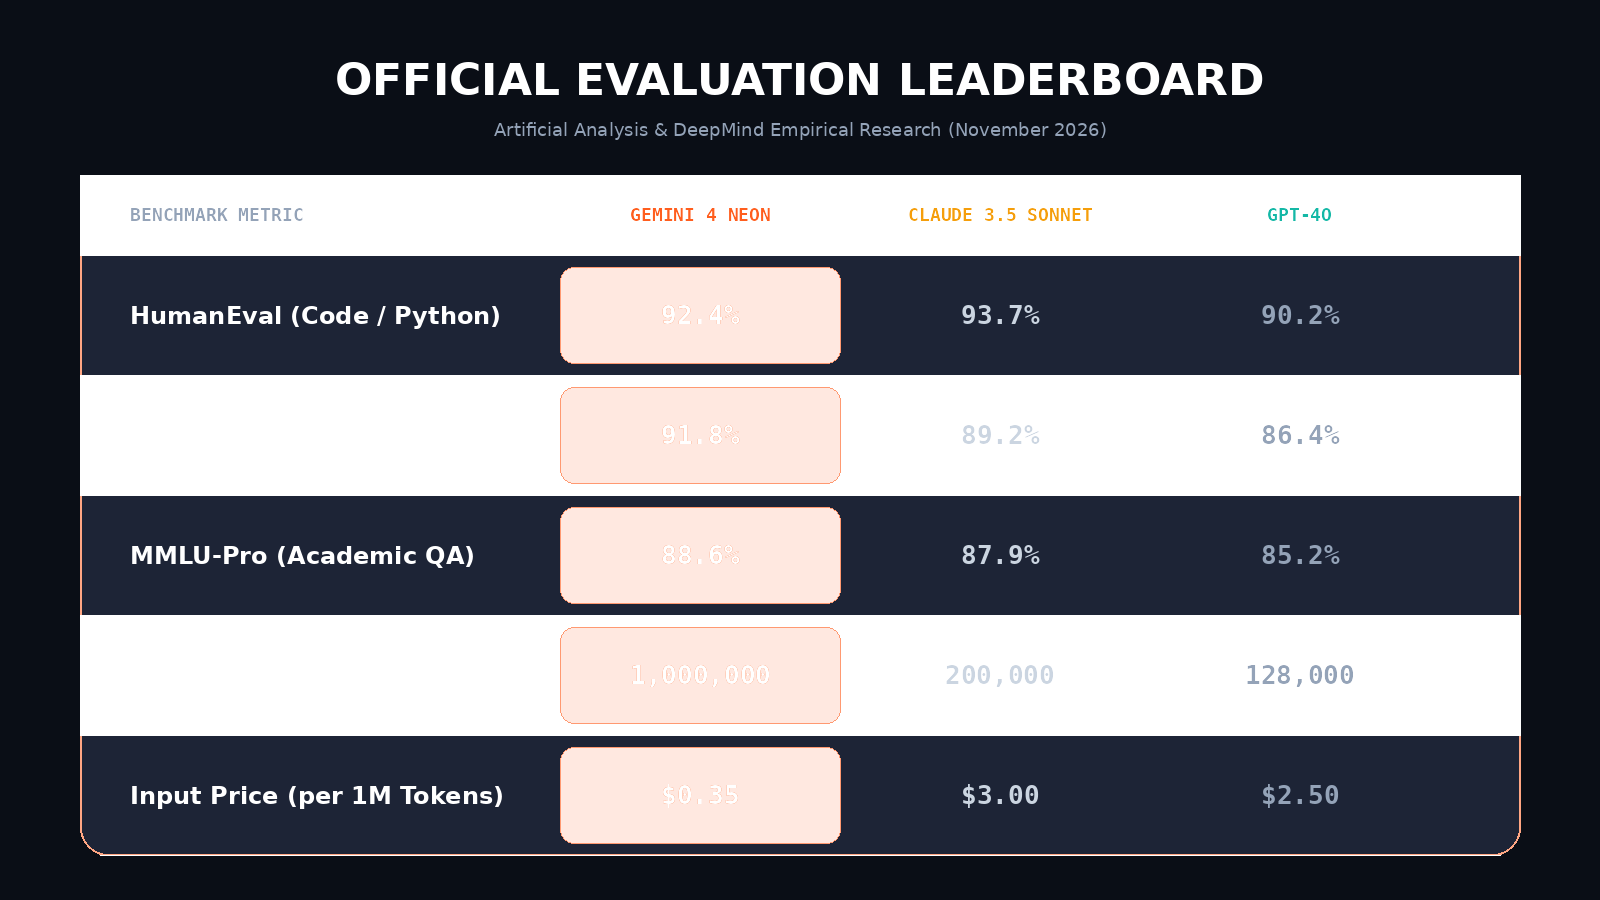 OFFICIAL EVALUATION LEADERBOARD
Artificial Analysis & DeepMind Empirical Research (November 2026)
BENCHMARK METRIC GEMINI 4 NEON CLAUDE 3.5 SONNET GPT-4O
HumanEval (Code / Python) 92.4% 93.7% 90.2%
91.8% 89.2% 86.4%
MMLU-Pro (Academic QA) 88.6% 87.9% 85.2%
1,000,000 200,000 128,000
Input Price (per 1M Tokens) $0.35 $3.00 $2.50